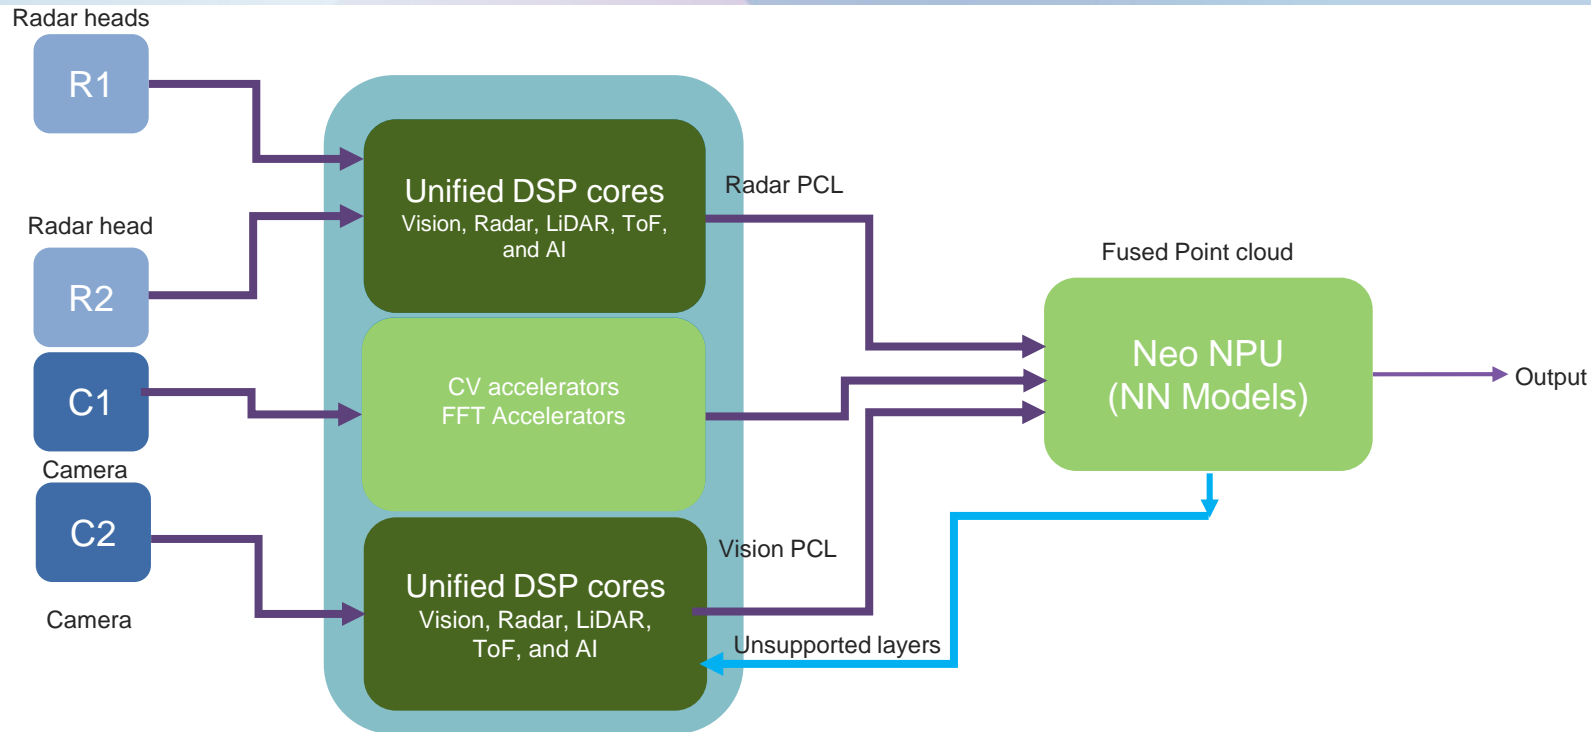 Radar heads
R1
Radar head
R2
C1
Camera
C2
Camera
Unified DSP cores
Vision, Radar, LiDAR, ToF,
and AI
CV accelerators
FFT Accelerators
Unified DSP cores
Vision, Radar, LiDAR,
ToF, and AI
Radar PCL
Vision PCL
Unsupported layers
Fused Point cloud
Neo NPU
(NN Models)
Output